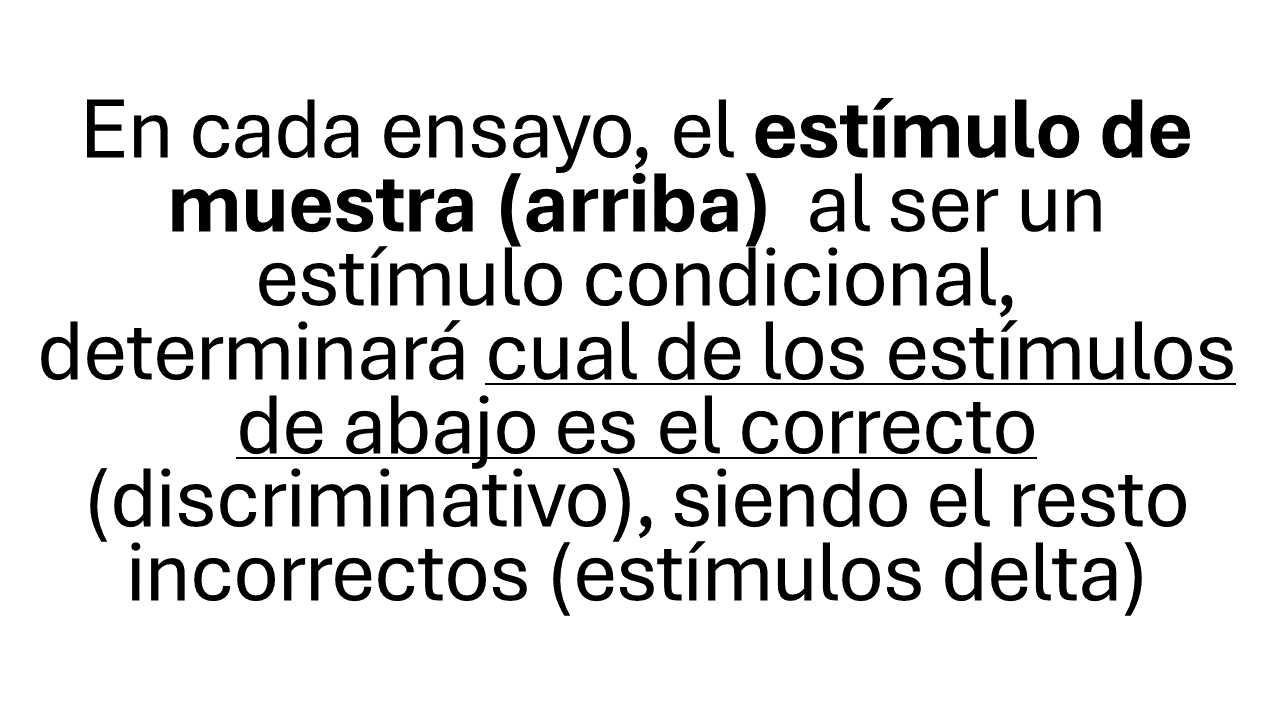 En cada ensayo, el estímulo de
muestra (arriba)  al ser un
estímulo condicional,
determinará cual de los estímulos
de abajo es el correcto
(discriminativo), siendo el resto
incorrectos (estímulos delta)